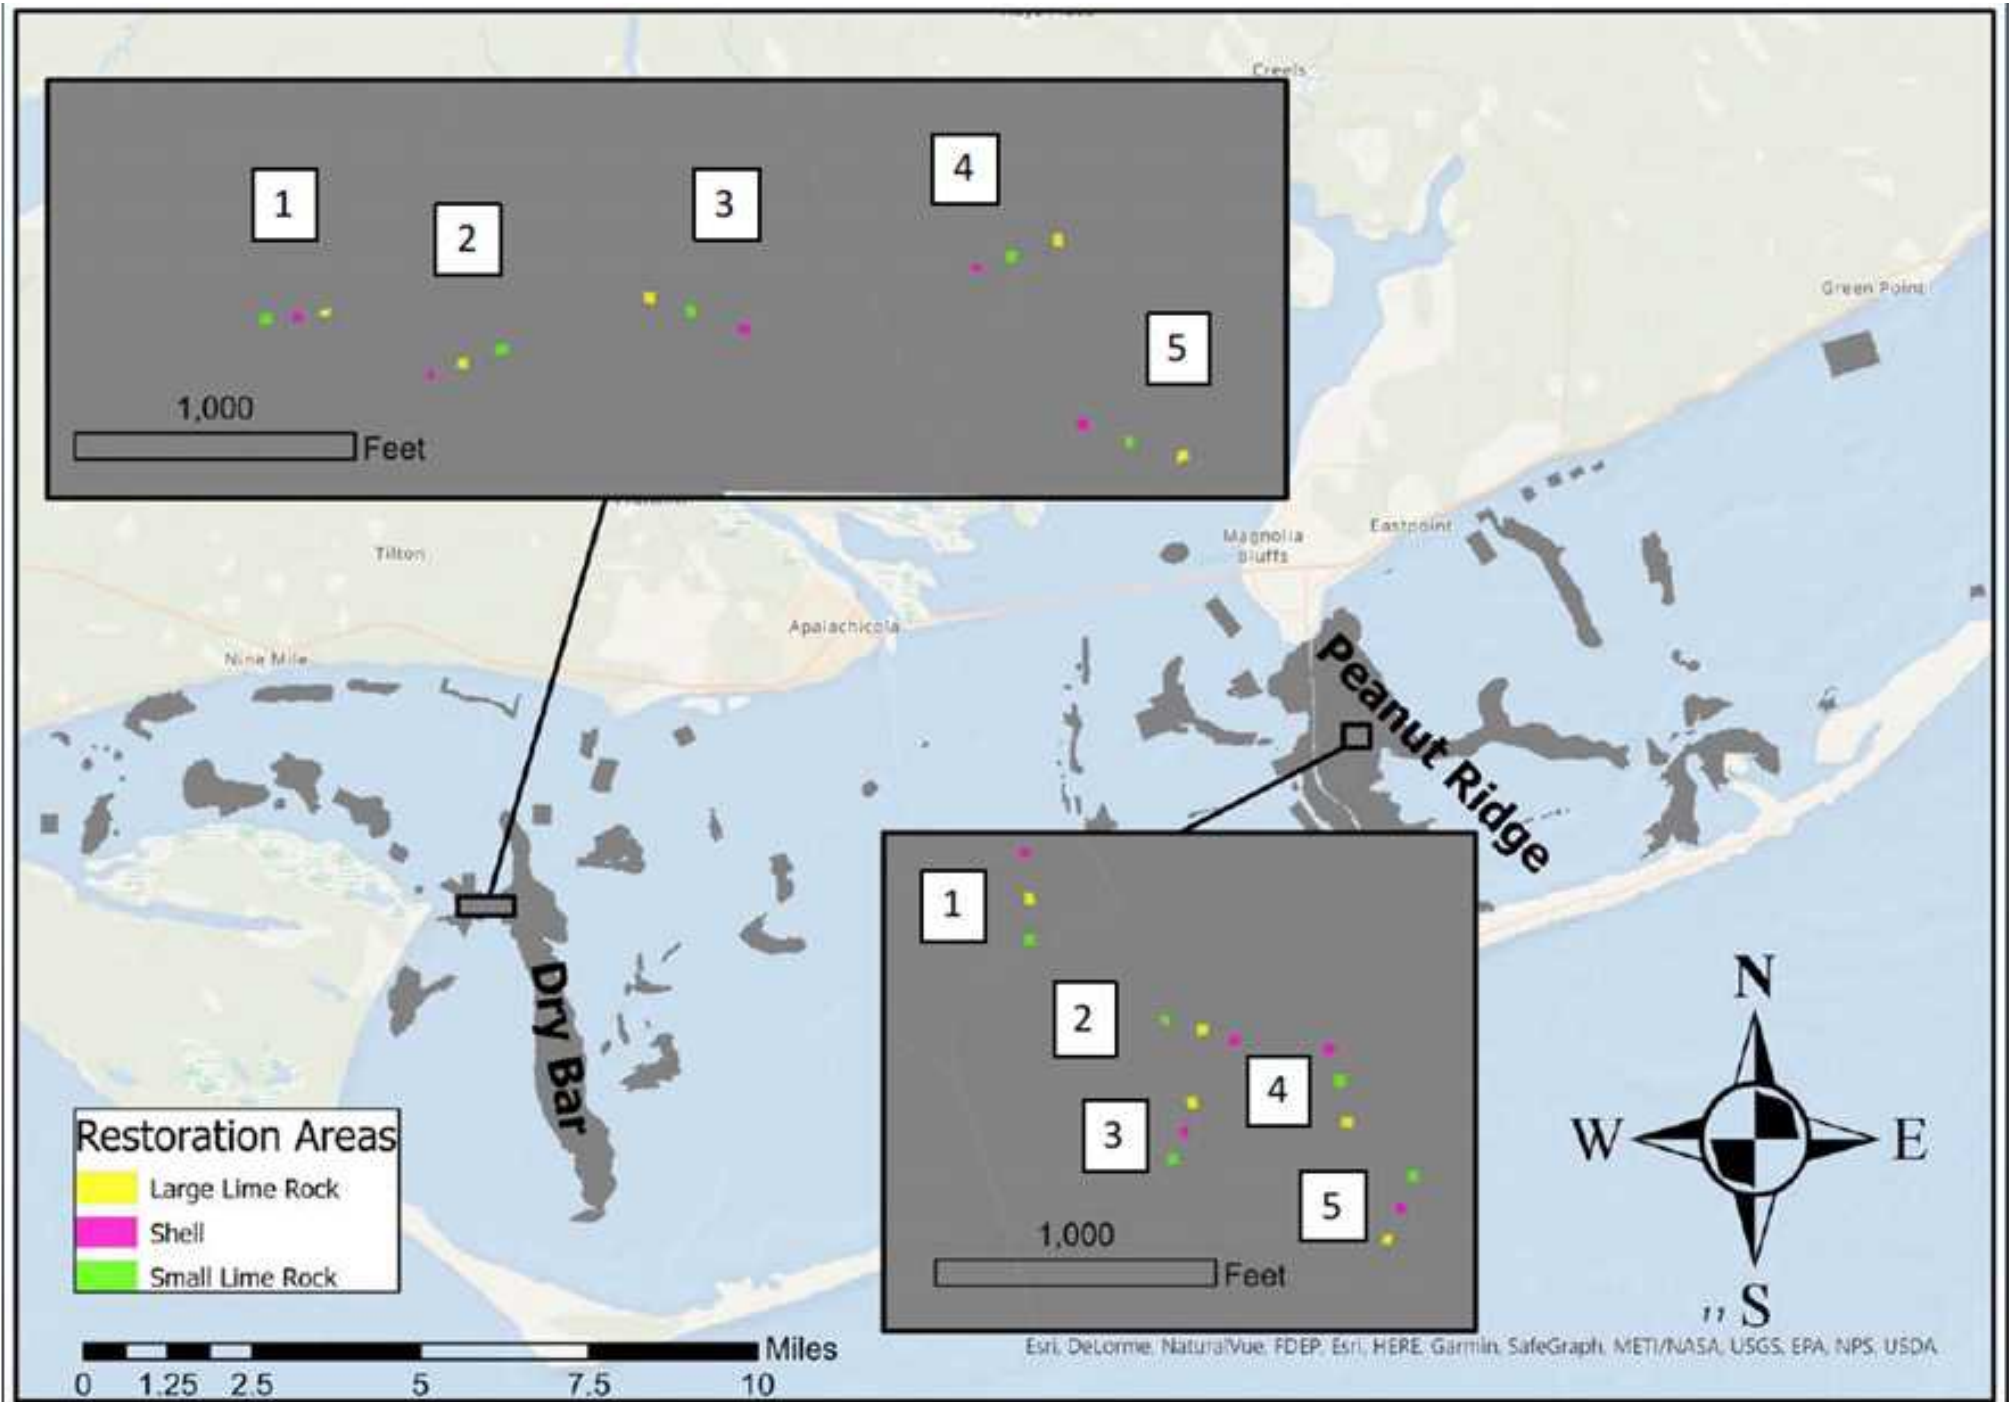 Creels
1
2
3
4
5
1,000
Feet
Green Point
Tilton
Magnolia
Bluffs
Eastpoint
Apalachicola
Nine Mile
Peanut Ridge
Dry Bar
1
2
3
4
5
1,000
Feet
N
W
E
S
Restoration Areas
Large Lime Rock
Shell
Small Lime Rock
Miles
0 1.25 2.5 5 7.5 10
Esri, DeLorme, NaturalVue, FDEP, Esri, HERE, Garmin, SafeGraph, METI/NASA, USGS, EPA, NPS, USDA